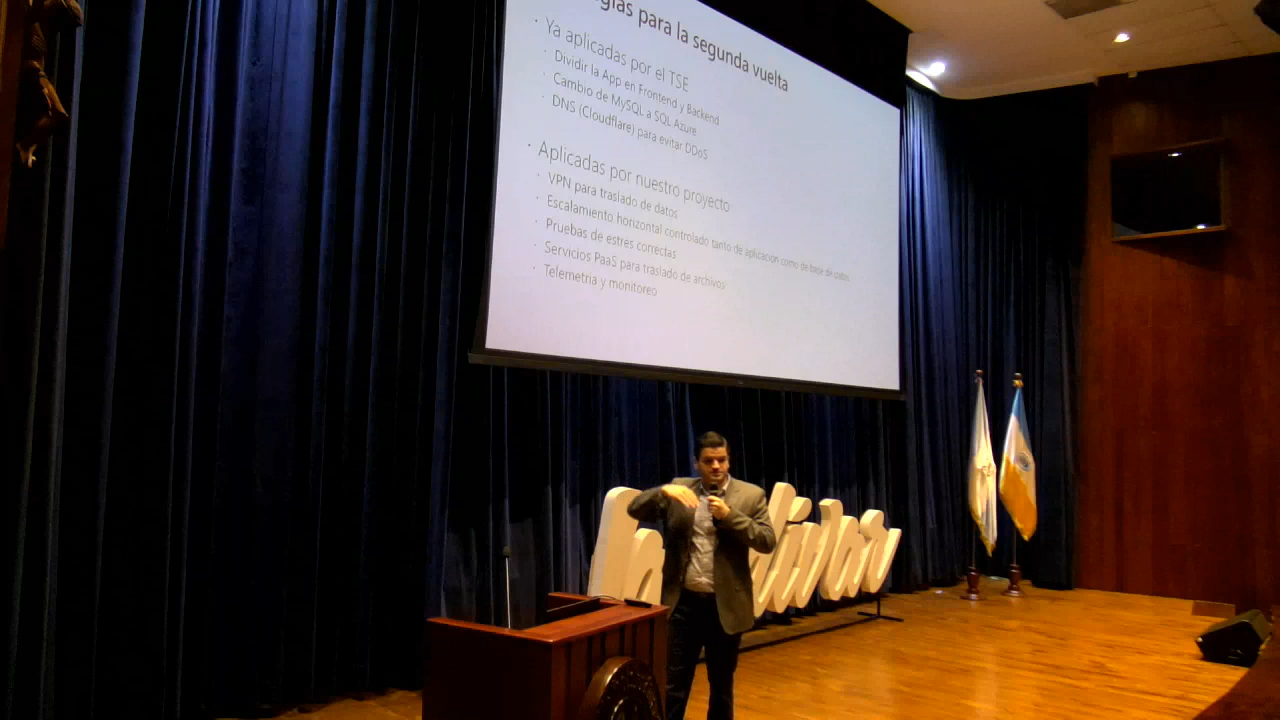 gias para la segunda vuelta
Ya aplicadas por el TSE
Dividir la App en Frontend y Backend
Cambio de MySQL a SQL Azure
DNS (Cloudflare) para evitar DDoS
Aplicadas por nuestro proyecto
VPN para traslado de datos
Escalamiento horizontal controlado tanto de aplicacion como de base de datos
Pruebas de estres correctas
Servicios PaaS para traslado de archivos
Telemetria y monitoreo